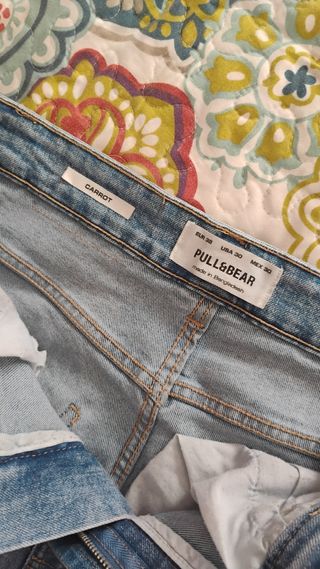 CARROT
EUR 38 USA 30 MEX 30
PULL&BEAR
made in Bangladesh